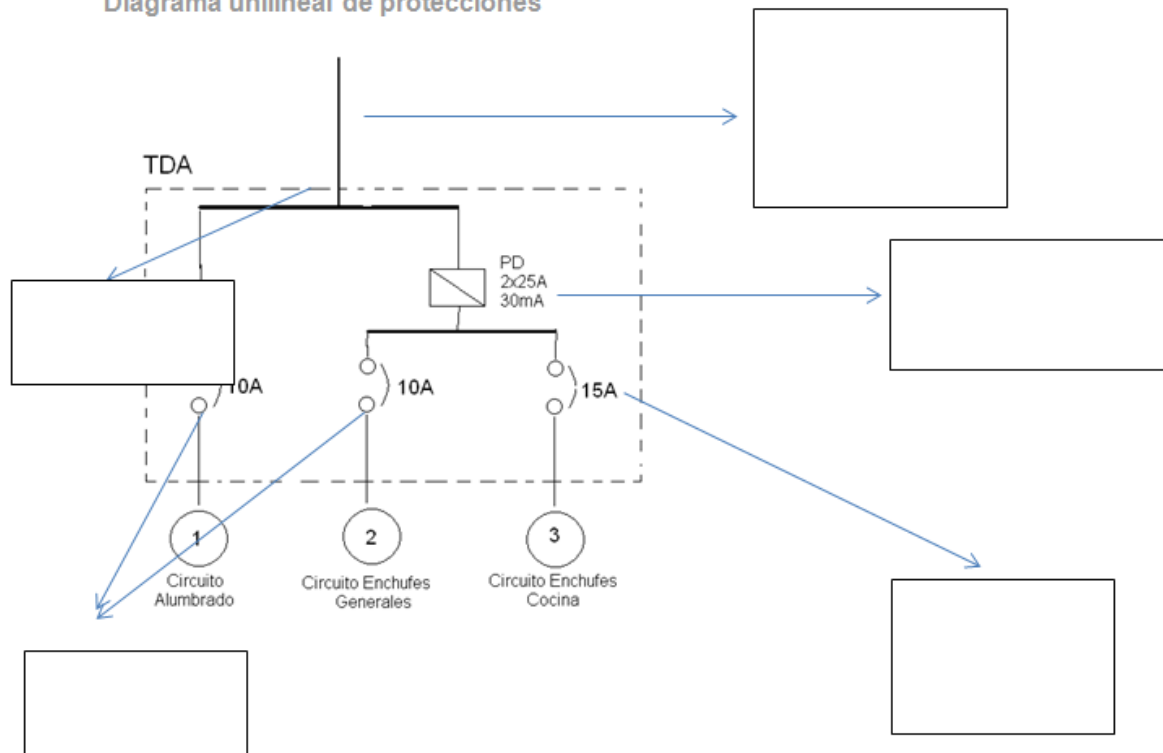 Diagrama unilineal de protecciones
TDA
PD
2x25A
30mA
10A
10A
15A
1
2
3
Circuito
Alumbrado
Circuito Enchufes
Generales
Circuito Enchufes
Cocina